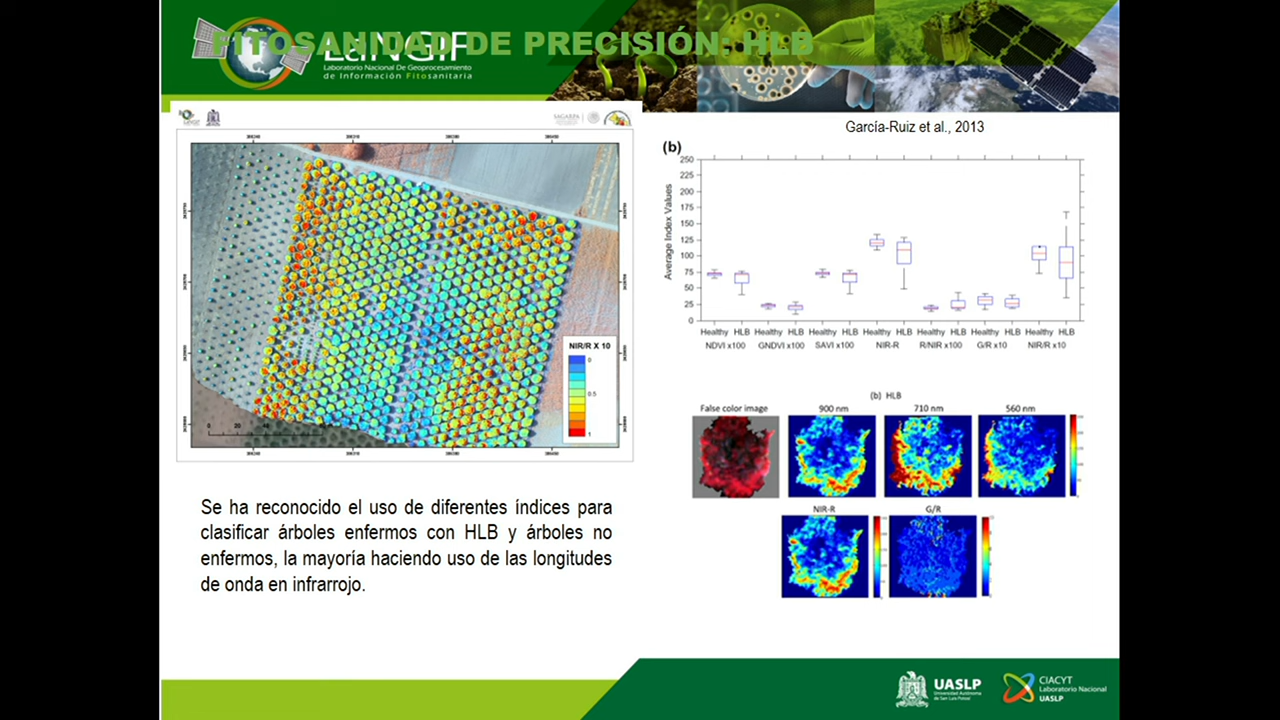 FITOSANIDAD DE PRECISIÓN: HLB
LaNGIF
Laboratorio Nacional De Geoprocesamiento
de Información Fitosanitaria
SAGARPA
NIR/R X 10
0
0.5
1
0
20
Se ha reconocido el uso de diferentes índices para
clasificar árboles enfermos con HLB y árboles no
enfermos, la mayoría haciendo uso de las longitudes
de onda en infrarrojo.
García-Ruiz et al., 2013
(b)
Average Index Values
250
225
200
175
150
125
100
75
50
25
0
Healthy HLB Healthy HLB Healthy HLB Healthy HLB Healthy HLB Healthy HLB Healthy HLB
NDVI x100 GNDVI x100 SAVI x100 NIR-R R/NIR x100 G/R x10 NIR/R x10
(b) HLB
False color image 900 nm 710 nm 560 nm
NIR-R G/R
UASLP
Universidad Autónoma
de San Luis Potosí
CIACYT
Laboratorio Nacional
UASLP